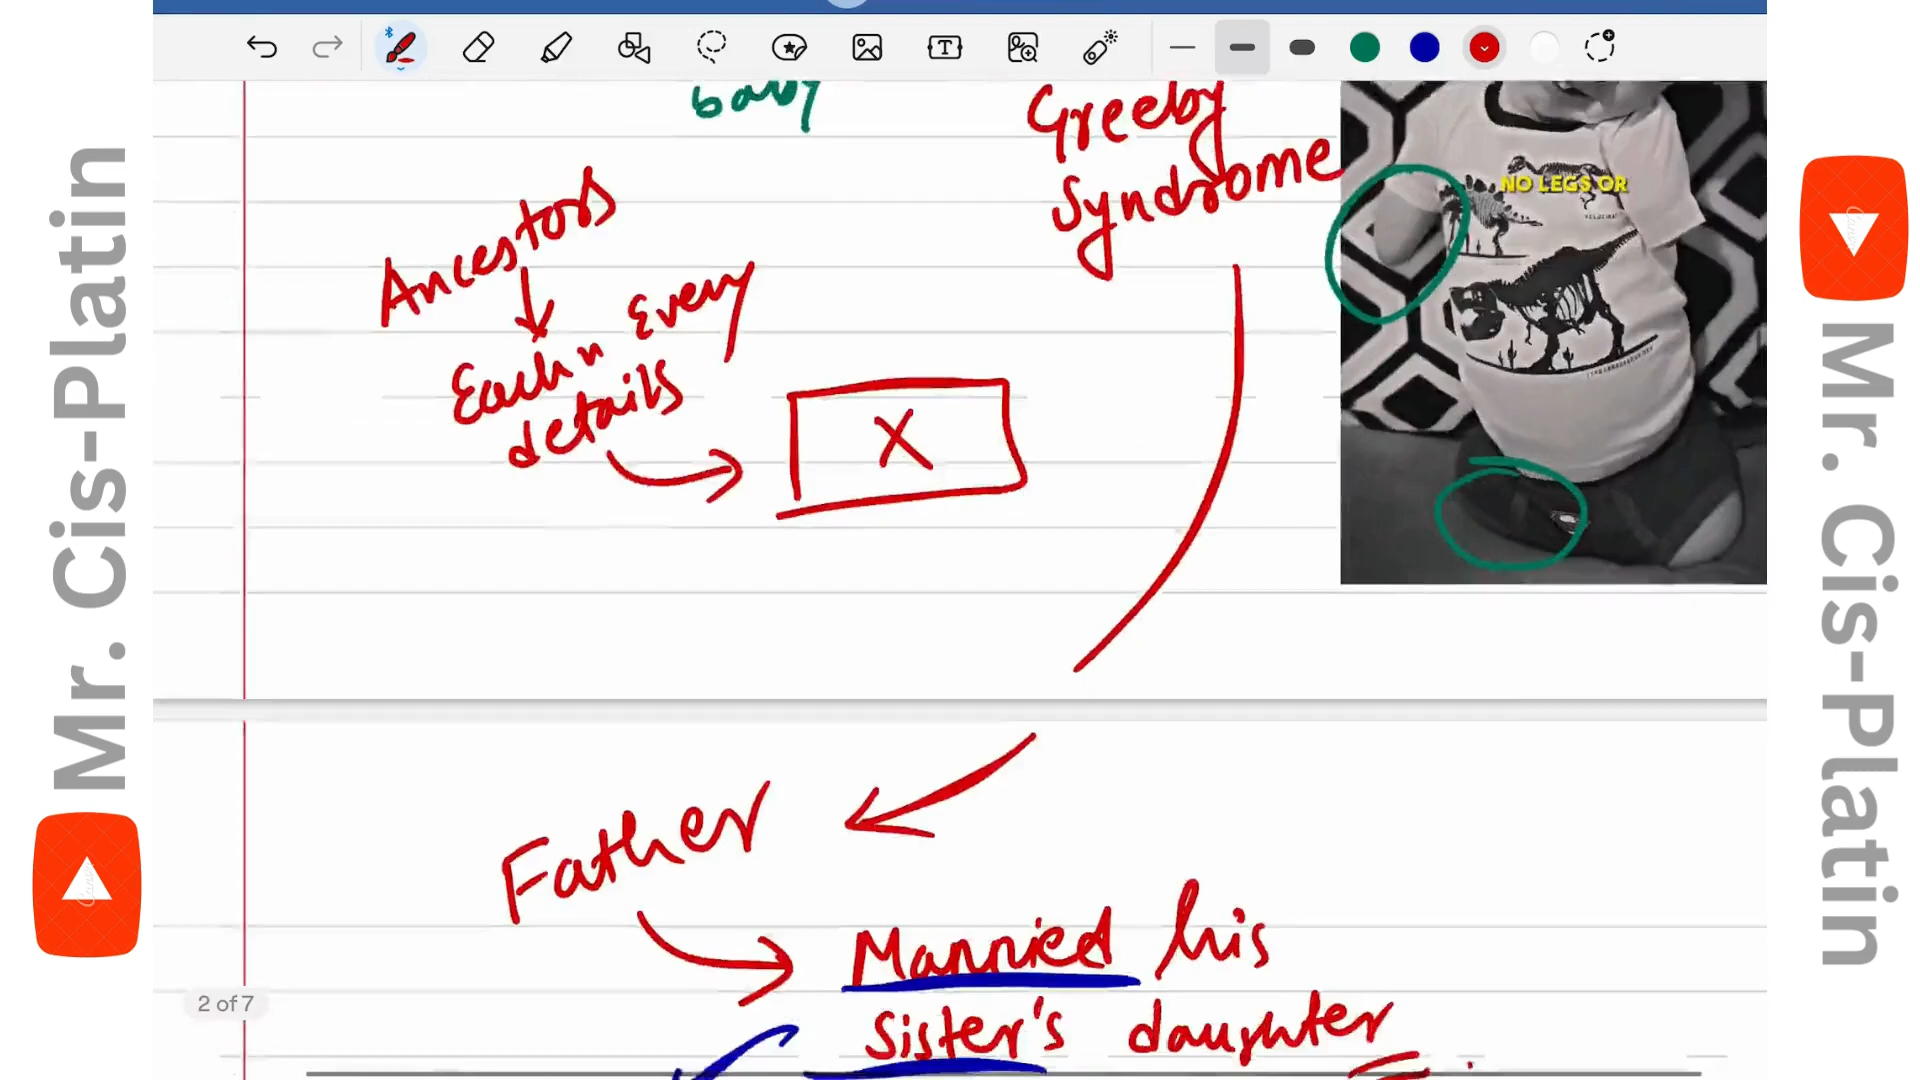 baby
Greeby
Syndrome
NO LEGS OR
Ancestors
Each n Every
details
X
Father
Married his
Sister's daughter
2 of 7
Mr. Cis-Platin
Mr. Cis-Platin